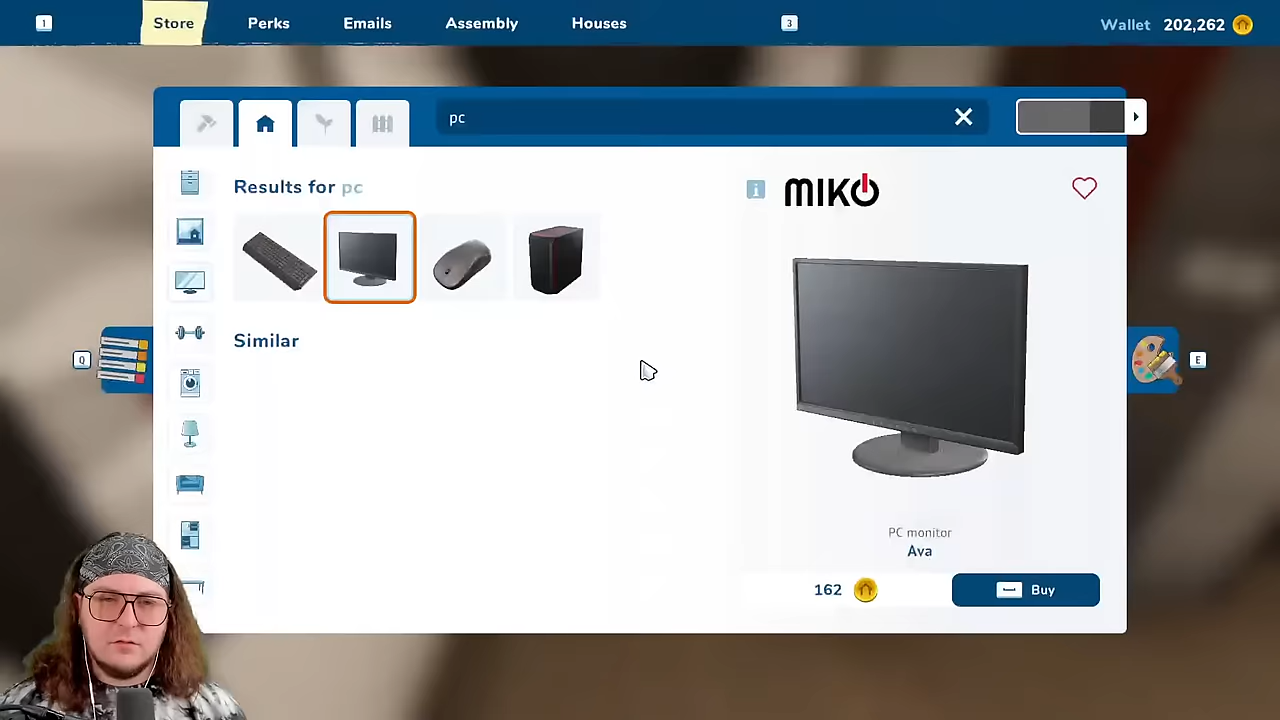 1 Store Perks Emails Assembly Houses 3 Wallet 202,262
pc
Results for pc
MIKO
Similar
Q
E
PC monitor
Ava
162
Buy